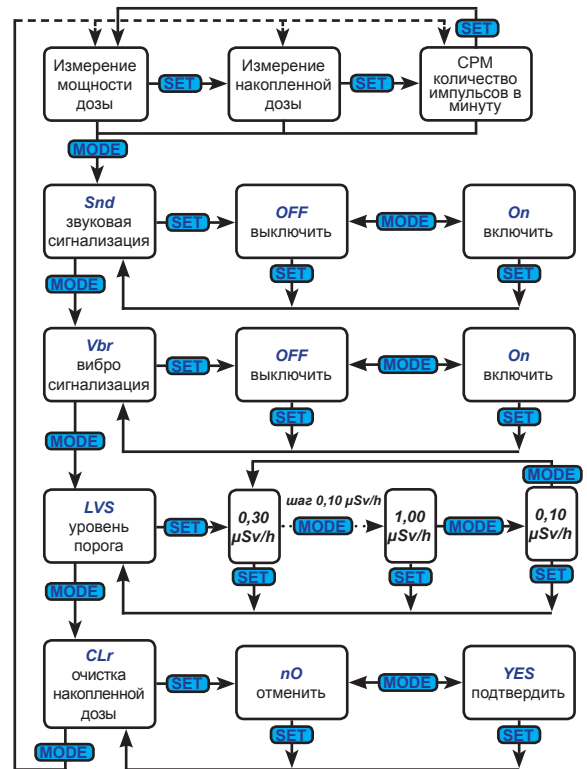 SET
Измерение
мощности
дозы
SET
Измерение
накопленной
дозы
SET
CPM
количество
импульсов в
минуту
MODE
Snd
звуковая
сигнализация
SET
OFF
выключить
MODE
On
включить
SET
SET
MODE
Vbr
вибро
сигнализация
SET
OFF
выключить
MODE
On
включить
SET
SET
MODE
MODE
LVS
уровень
порога
SET
0,30
µSv/h
шаг 0,10 µSv/h
MODE
1,00
µSv/h
MODE
0,10
µSv/h
SET
SET
SET
MODE
CLr
очистка
накопленной
дозы
SET
nO
отменить
MODE
YES
подтвердить
SET
SET
MODE